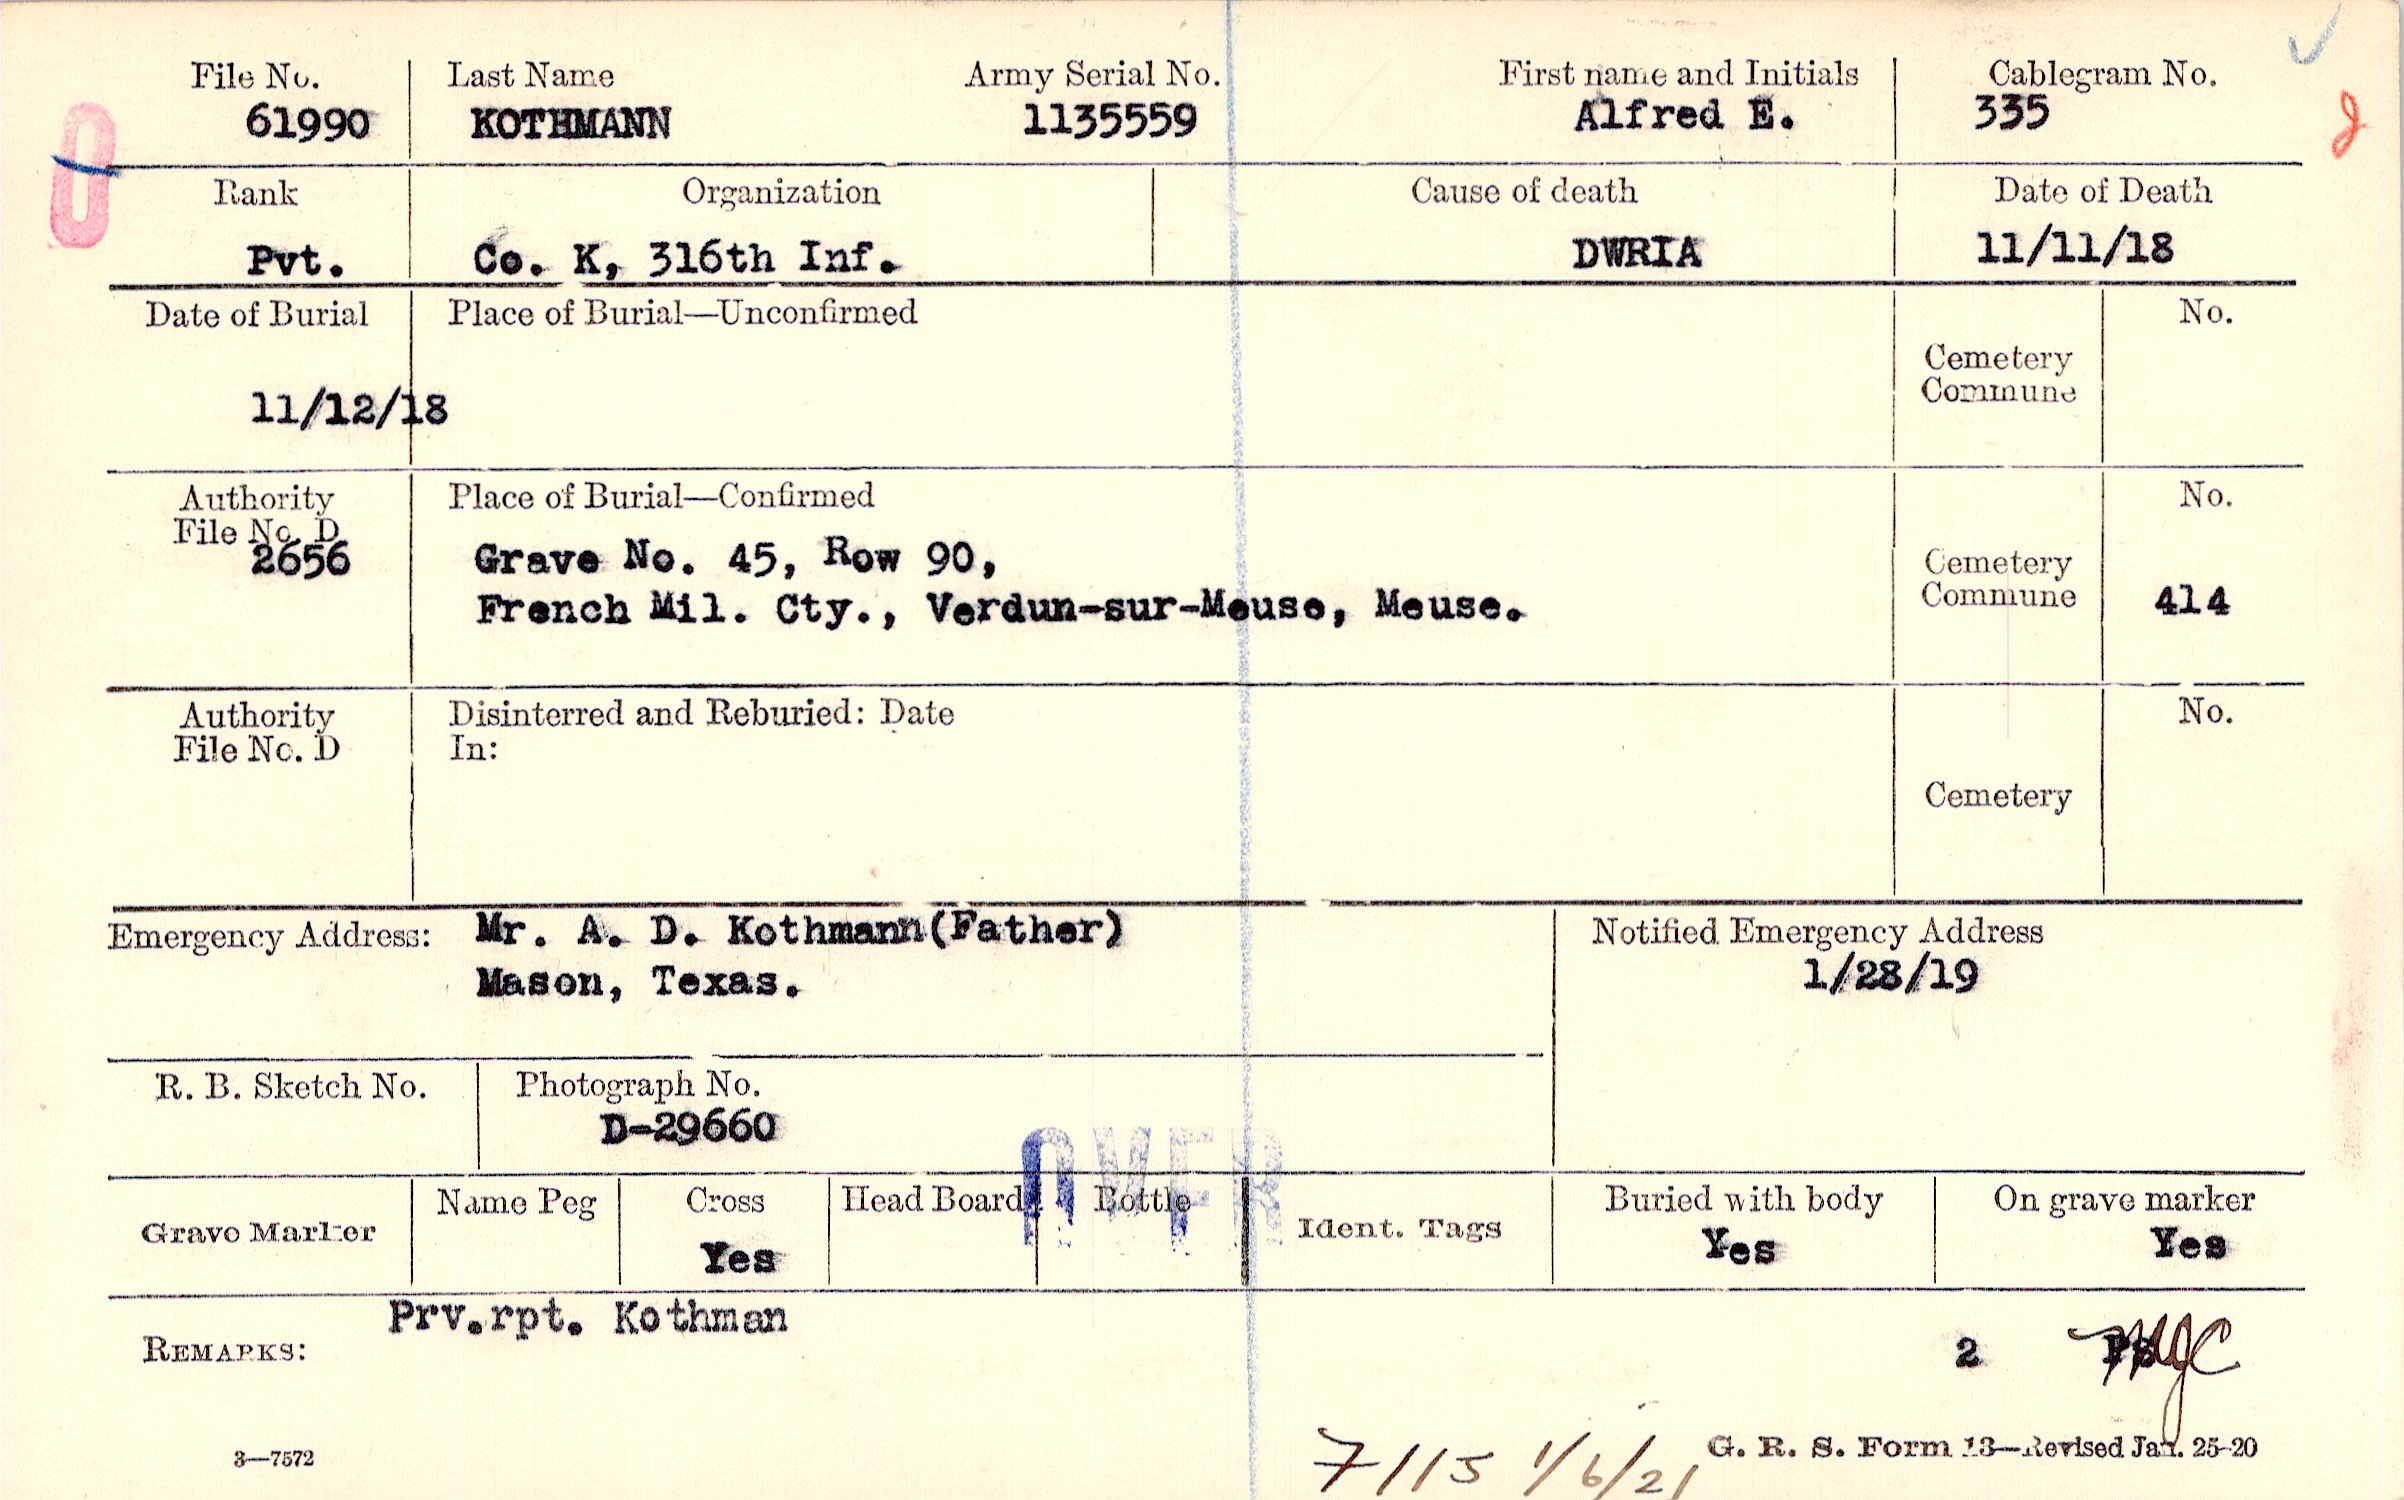 File No. Last Name Army Serial No. First name and Initials Cablegram No.
61990 KOTHMANN 1135559 Alfred E. 335
Rank Organization Cause of death Date of Death
Pvt. Co. K, 316th Inf. DWRIA 11/11/18
Date of Burial Place of Burial—Unconfirmed No.
Cemetery
Commune
11/12/18
Authority Place of Burial—Confirmed No.
File No. D
2656 Grave No. 45, Row 90, Cemetery
French Mil. Cty., Verdun-sur-Meuse, Meuse. Commune 414
Authority Disinterred and Reburied: Date No.
File No. D In:
Cemetery
Emergency Address: Mr. A. D. Kothmann(Father) Notified Emergency Address
Mason, Texas. 1/28/19
R. B. Sketch No. Photograph No.
D-29660
OVER
Grave Marker Name Peg Cross Head Board Bottle Ident. Tags Buried with body On grave marker
Yes Yes Yes
Prv.rpt. Kothman
REMARKS: 2
7115 1/6/21 G. R. S. Form 13—Revised Jan. 25-20
3—7572